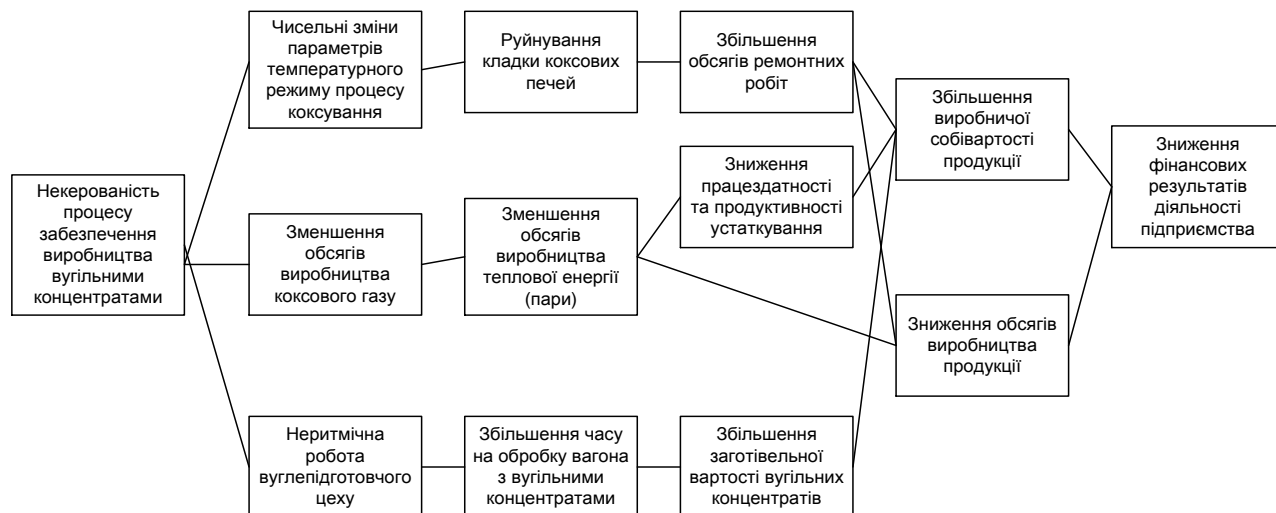 Некерованість
процесу
забезпечення
виробництва
вугільними
концентратами
Чисельні зміни
параметрів
температурного
режиму процесу
коксування
Руйнування
кладки коксових
печей
Збільшення
обсягів ремонтних
робіт
Зменшення
обсягів
виробництва
коксового газу
Зменшення
обсягів
виробництва
теплової енергії
(пари)
Зниження
працездатності
та продуктивності
устаткування
Неритмічна
робота
вуглепідготовчого
цеху
Збільшення часу
на обробку вагона
з вугільними
концентратами
Збільшення
заготівельної
вартості вугільних
концентратів
Збільшення
виробничої
собівартості
продукції
Зниження обсягів
виробництва
продукції
Зниження
фінансових
результатів
діяльності
підприємства